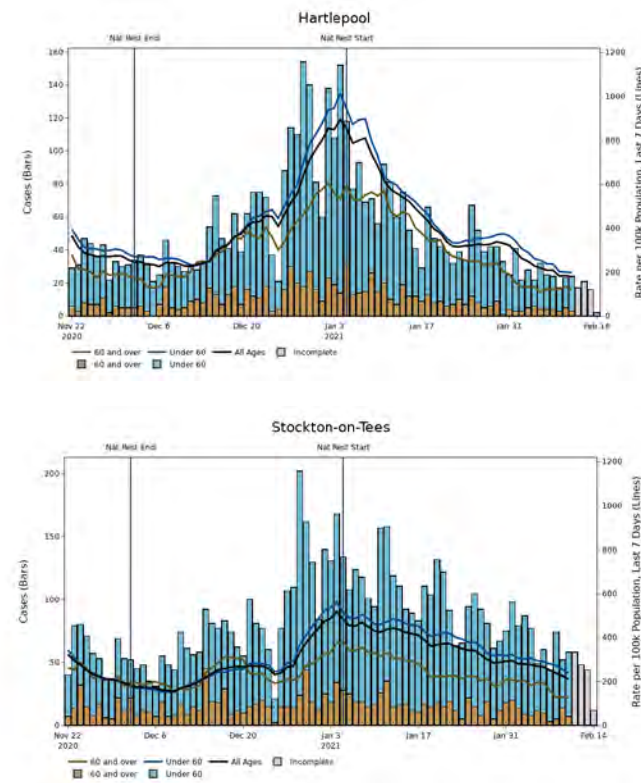 Hartlepool
Nat Rest End
Nat Rest Start
Cases (Bars)
160
140
120
100
80
60
40
20
0
Rate per 100k Population, Last 7 Days (Lines)
1200
1000
800
600
400
200
0
Nov 22
2020
Dec 6
Dec 20
Jan 3
2021
Jan 17
Jan 31
Feb 14
60 and over Under 60 All Ages Incomplete
60 and over Under 60
Stockton-on-Tees
Nat Rest End
Nat Rest Start
Cases (Bars)
200
150
100
50
0
Rate per 100k Population, Last 7 Days (Lines)
1200
1000
800
600
400
200
0
Nov 22
2020
Dec 6
Dec 20
Jan 3
2021
Jan 17
Jan 31
Feb 14
60 and over Under 60 All Ages Incomplete
60 and over Under 60